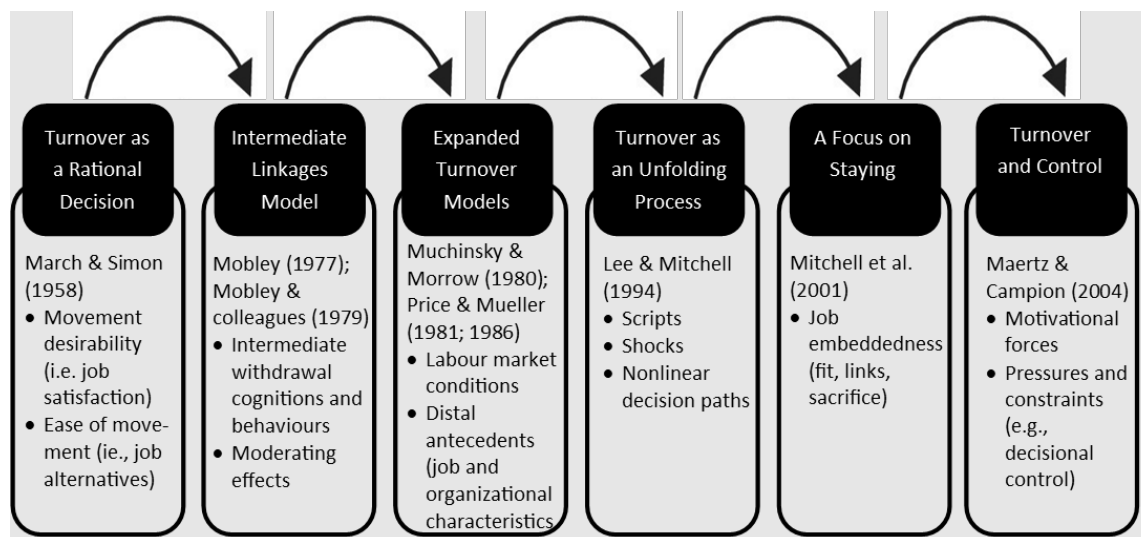 Turnover as
a Rational
Decision
March & Simon
(1958)
• Movement
desirability
(i.e. job
satisfaction)
• Ease of move-
ment (ie., job
alternatives)
Intermediate
Linkages
Model
Mobley (1977);
Mobley &
colleagues (1979)
• Intermediate
withdrawal
cognitions and
behaviours
• Moderating
effects
Expanded
Turnover
Models
Muchinsky &
Morrow (1980);
Price & Mueller
(1981; 1986)
• Labour market
conditions
• Distal
antecedents
(job and
organizational
characteristics
Turnover as
an Unfolding
Process
Lee & Mitchell
(1994)
• Scripts
• Shocks
• Nonlinear
decision paths
A Focus on
Staying
Mitchell et al.
(2001)
• Job
embeddedness
(fit, links,
sacrifice)
Turnover
and Control
Maertz &
Campion (2004)
• Motivational
forces
• Pressures and
constraints
(e.g.,
decisional
control)